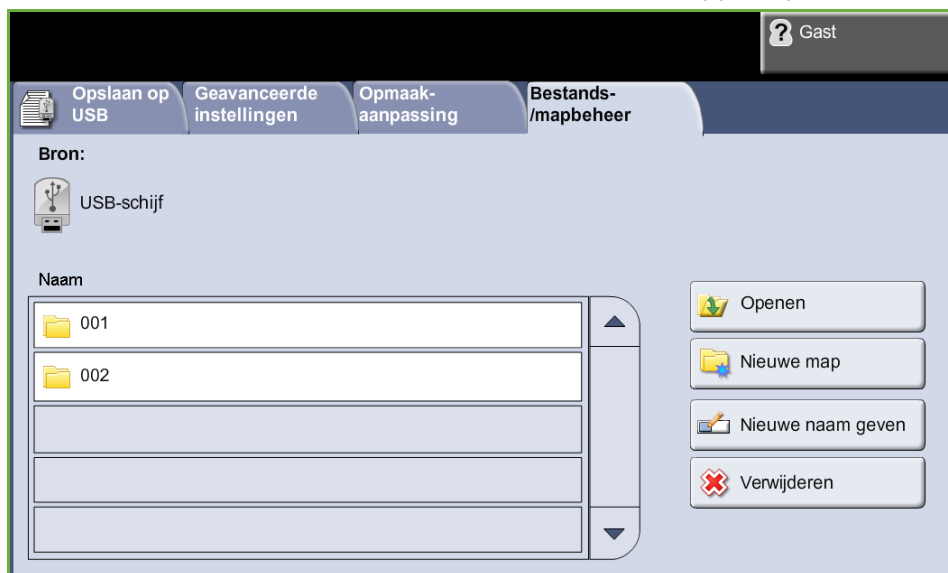 ? Gast
Opslaan op
USB
Geavanceerde
instellingen
Opmaak-
aanpassing
Bestands-
/mapbeheer
Bron:
USB-schijf
Naam
001
002
Openen
Nieuwe map
Nieuwe naam geven
Verwijderen